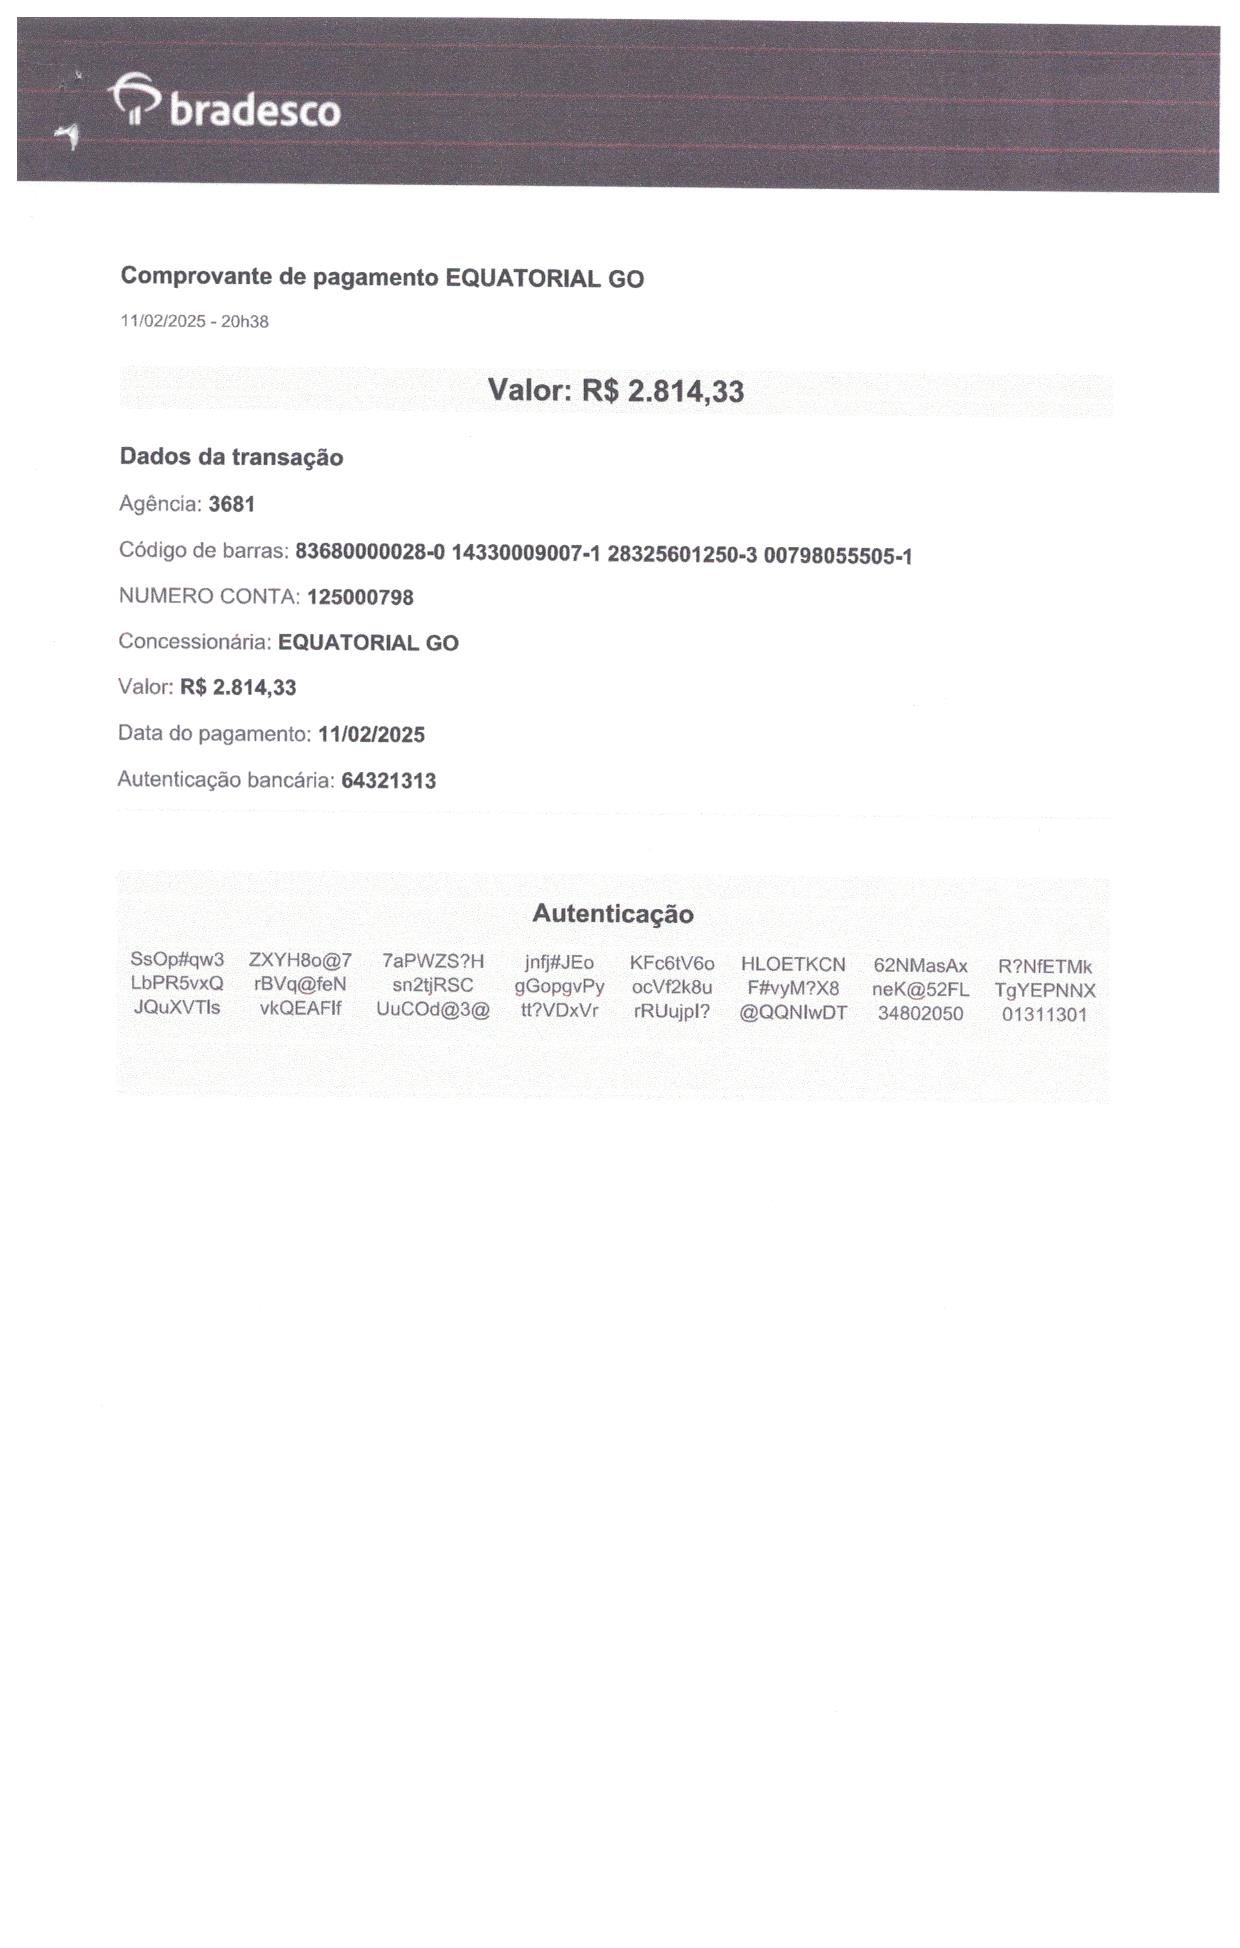 bradesco
Comprovante de pagamento EQUATORIAL GO
11/02/2025 - 20h38
Valor: R$ 2.814,33
Dados da transação
Agência: 3681
Código de barras: 83680000028-0 14330009007-1 28325601250-3 00798055505-1
NUMERO CONTA: 125000798
Concessionária: EQUATORIAL GO
Valor: R$ 2.814,33
Data do pagamento: 11/02/2025
Autenticação bancária: 64321313
Autenticação
SsOp#qw3 ZXYH8o@7 7aPWZS?H jnfj#JEo KFc6tV6o HLOETKCN 62NMasAx R?NfETMk
LbPR5vxQ rBVq@feN sn2tjRSC gGopgvPy ocVf2k8u F#vyM?X8 neK@52FL TgYEPNNX
JQuXVTls vkQEAFlf UuCOd@3@ tt?VDxVr rRUujpl? @QQNlwDT 34802050 01311301